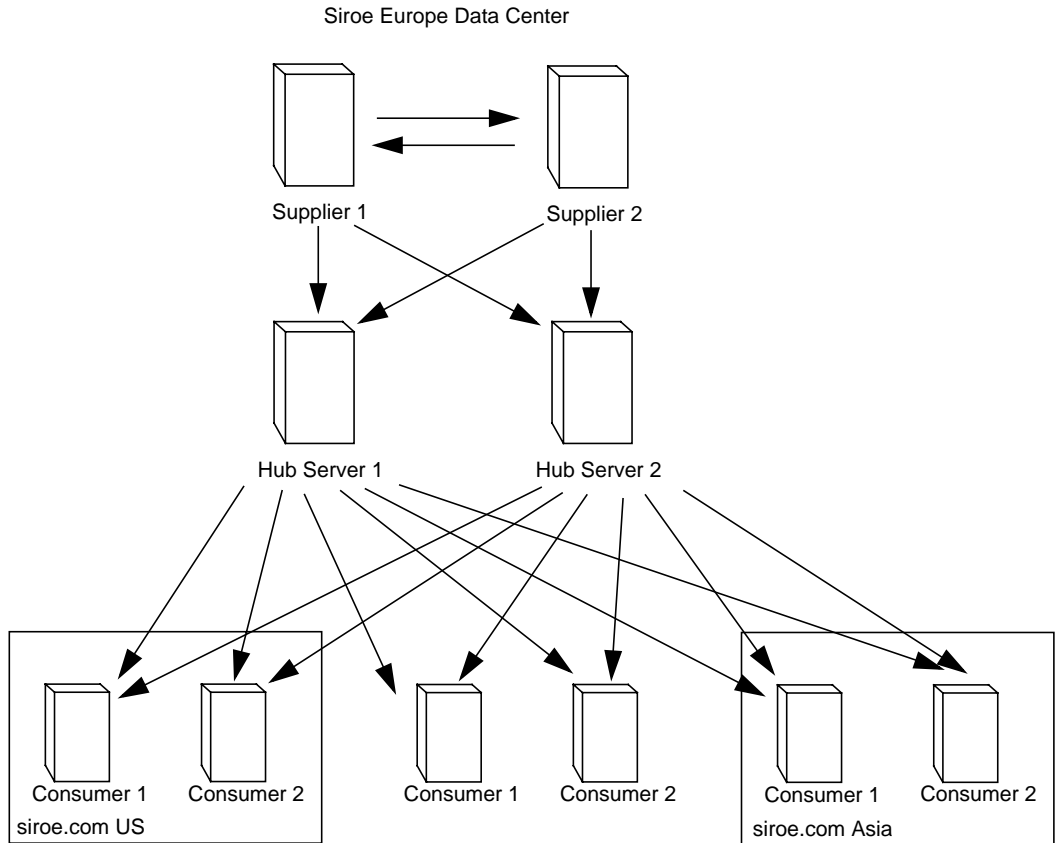 Siroe Europe Data Center
Supplier 1
Supplier 2
Hub Server 1
Hub Server 2
Consumer 1
Consumer 2
Consumer 1
Consumer 2
Consumer 1
Consumer 2
siroe.com US
siroe.com Asia